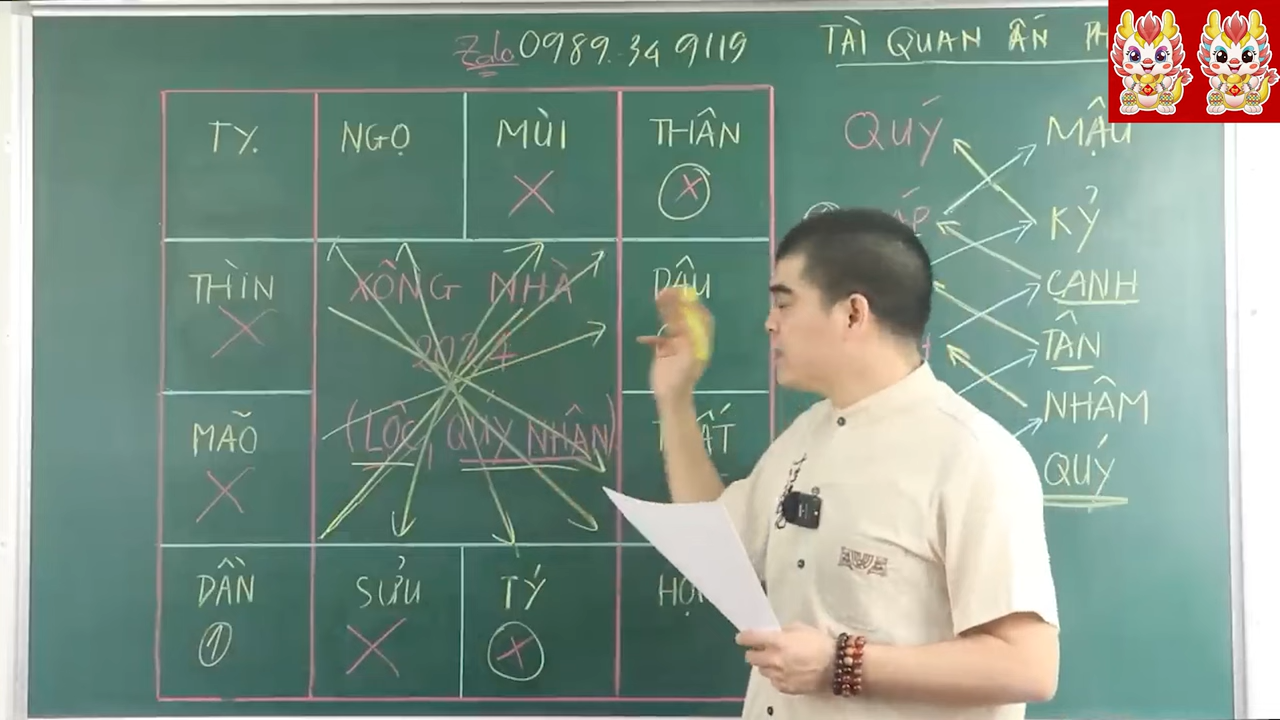 Zalo 0989.34 9119
TÀI QUAN ẤN
TỴ.
NGỌ
MÙI
THÂN
X
X
THÌN
XÔNG NHÀ
DẬU
X
2024
MÃO
(LỘC, QUÝ NHÂN)
X
DẦN
SỬU
TÝ
1
X
X
QUÝ
MẬU
KỶ
CANH
TÂN
NHÂM
QUÝ